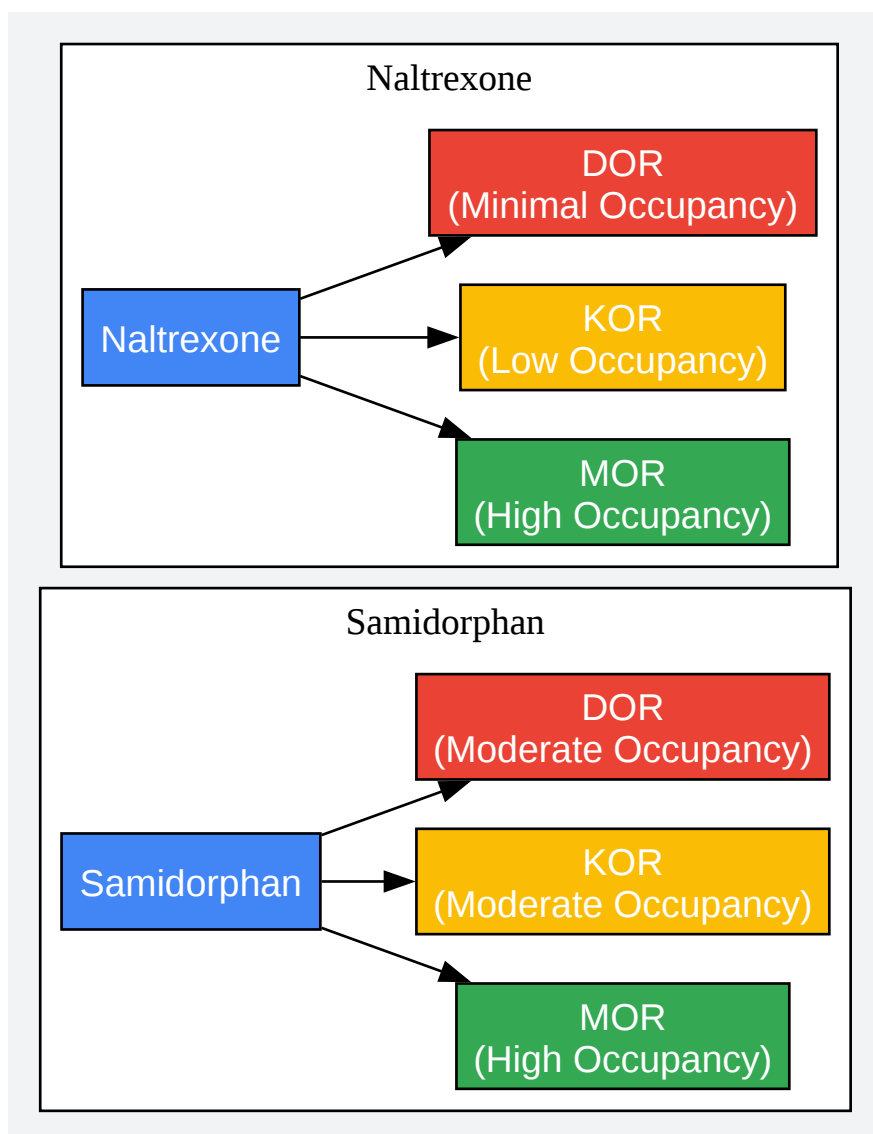 Naltrexone
DOR
(Minimal Occupancy)
Naltrexone
KOR
(Low Occupancy)
MOR
(High Occupancy)
Samidorphan
DOR
(Moderate Occupancy)
Samidorphan
KOR
(Moderate Occupancy)
MOR
(High Occupancy)